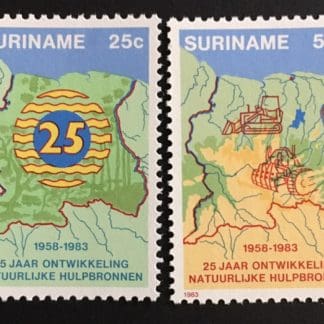 SURINAME 25c
25
1958-1983
25 JAAR ONTWIKKELING
NATUURLIJKE HULPBRONNEN
SURINAME
1958-1983
25 JAAR ONTWIKKELING
NATUURLIJKE HULPBRONNEN
1983